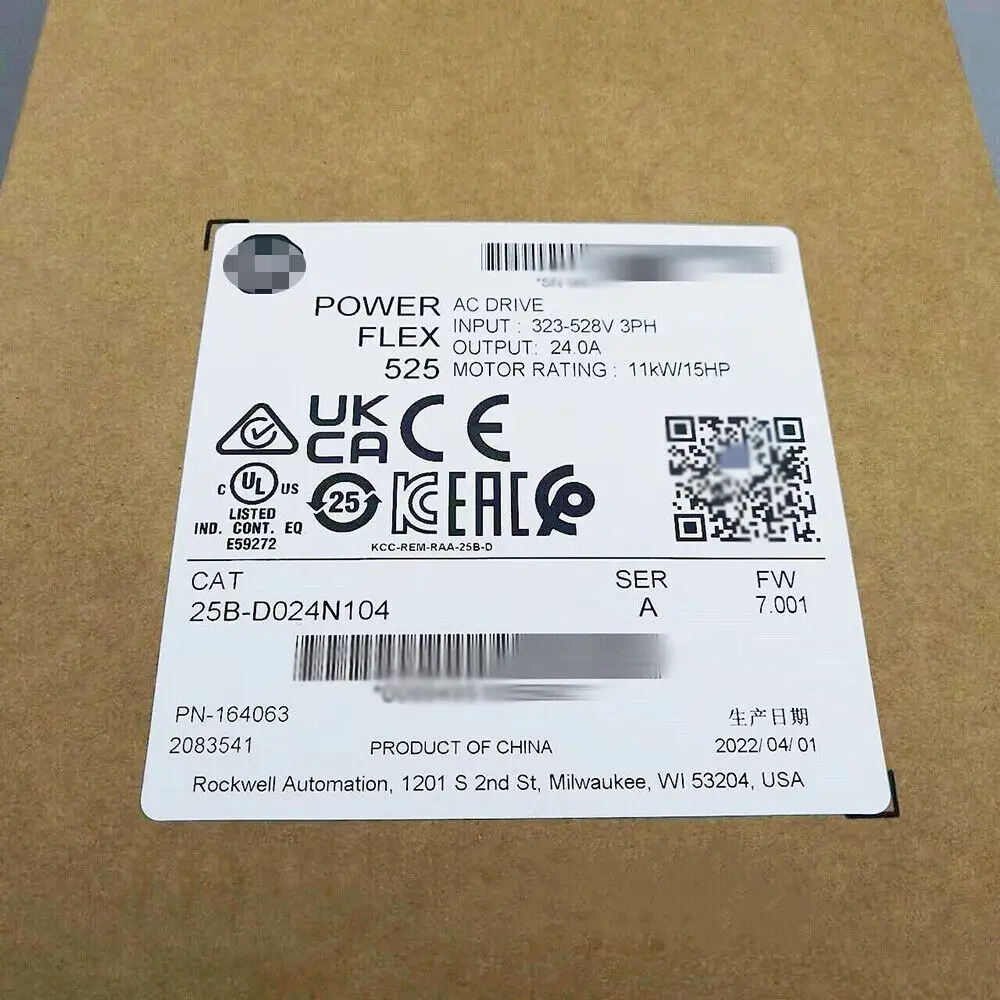 POWER
FLEX
525
AC DRIVE
INPUT : 323-528V 3PH
OUTPUT: 24.0A
MOTOR RATING : 11kW/15HP
UK
CA
CE
C UL US
LISTED
IND. CONT. EQ
E59272
25
KC
EAC
KCC-REM-RAA-25B-D
CAT
25B-D024N104
SER
A
FW
7.001
PN-164063
2083541
PRODUCT OF CHINA
生产日期
2022/04/01
Rockwell Automation, 1201 S 2nd St, Milwaukee, WI 53204, USA